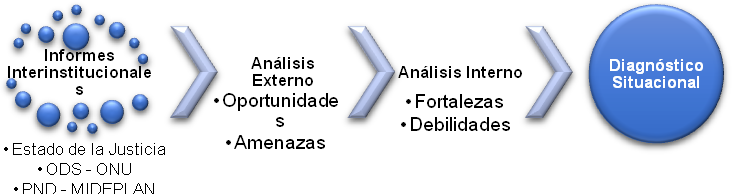 Informes
Interinstitucionale
s
• Estado de la Justicia
• ODS - ONU
• PND - MIDEPLAN
Análisis
Externo
• Oportunidade
s
• Amenazas
Análisis Interno
• Fortalezas
• Debilidades
Diagnóstico
Situacional